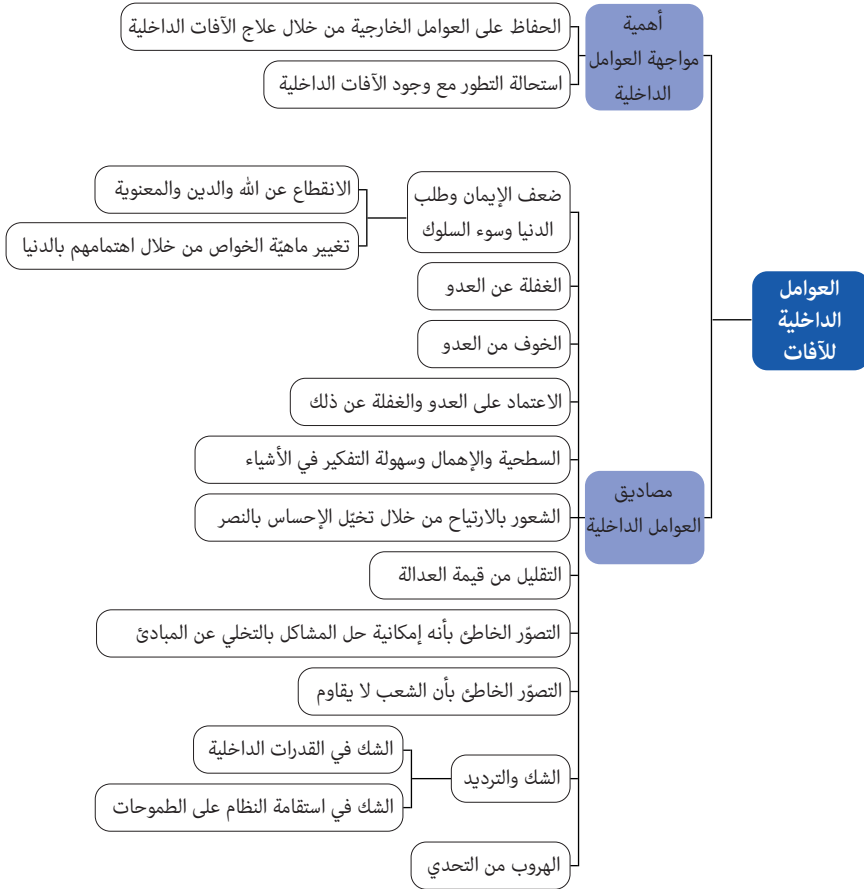 العوامل
الداخلية
للآفات
أهمية
مواجهة العوامل
الداخلية
الحفاظ على العوامل الخارجية من خلال علاج الآفات الداخلية
استحالة التطور مع وجود الآفات الداخلية
مصاديق
العوامل الداخلية
ضعف الإيمان وطلب
الدنيا وسوء السلوك
الانقطاع عن الله والدين والمعنوية
تغيير ماهيّة الخواص من خلال اهتمامهم بالدنيا
الغفلة عن العدو
الخوف من العدو
الاعتماد على العدو والغفلة عن ذلك
السطحية والإهمال وسهولة التفكير في الأشياء
الشعور بالارتياح من خلال تخيّل الإحساس بالنصر
التقليل من قيمة العدالة
التصوّر الخاطئ بأنه إمكانية حل المشاكل بالتخلي عن المبادئ
التصوّر الخاطئ بأن الشعب لا يقاوم
الشك والترديد
الشك في القدرات الداخلية
الشك في استقامة النظام على الطموحات
الهروب من التحدي